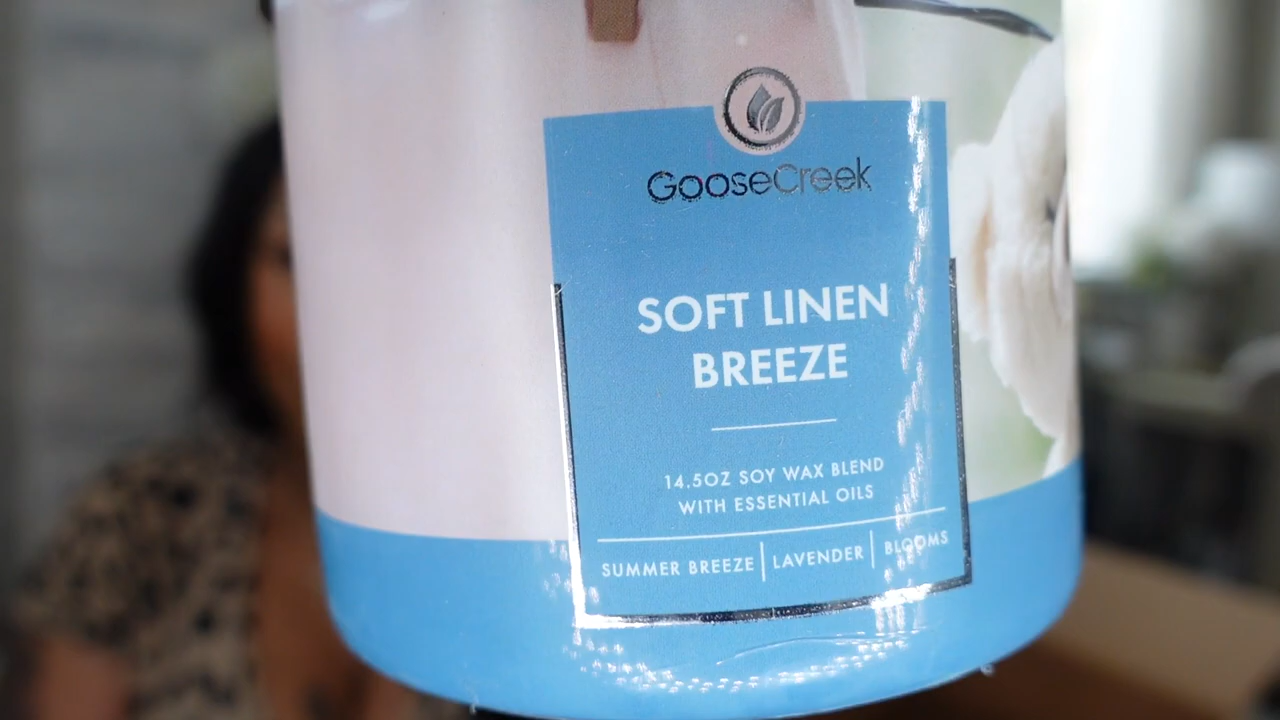 GooseCreek
SOFT LINEN
BREEZE
14.5OZ SOY WAX BLEND
WITH ESSENTIAL OILS
SUMMER BREEZE | LAVENDER | BLOOMS